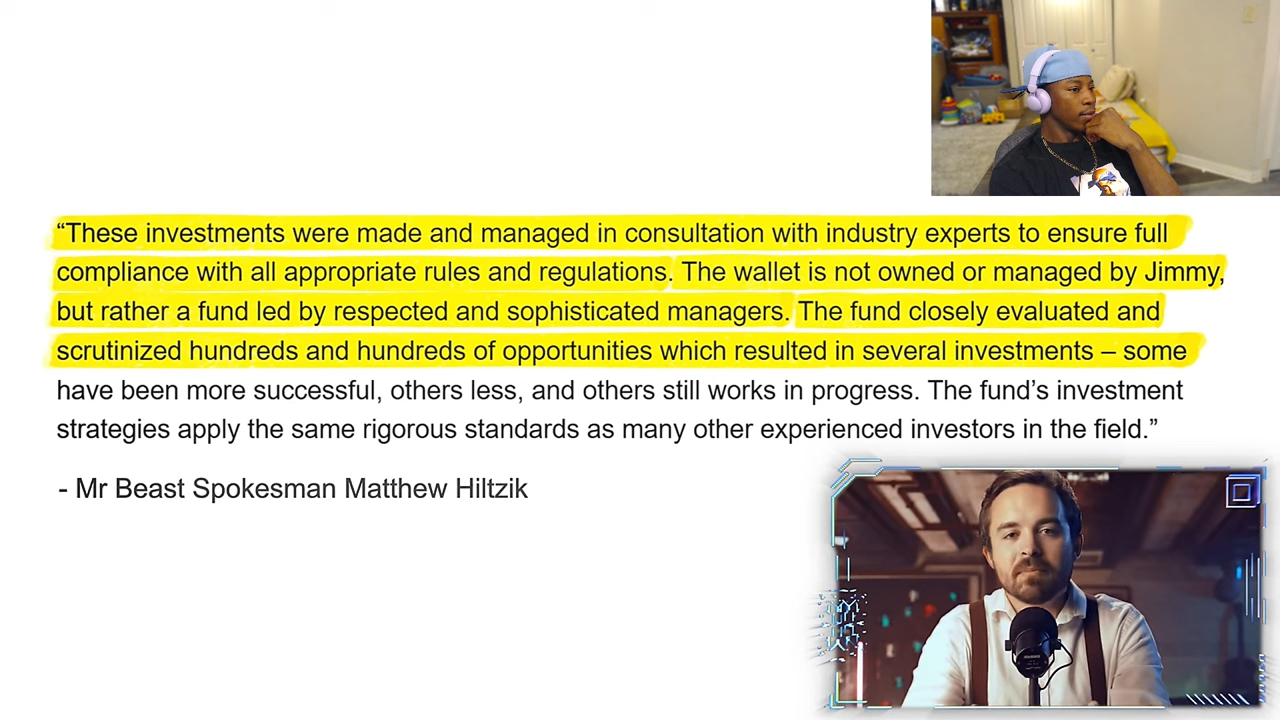 “These investments were made and managed in consultation with industry experts to ensure full
compliance with all appropriate rules and regulations. The wallet is not owned or managed by Jimmy,
but rather a fund led by respected and sophisticated managers. The fund closely evaluated and
scrutinized hundreds and hundreds of opportunities which resulted in several investments – some
have been more successful, others less, and others still works in progress. The fund’s investment
strategies apply the same rigorous standards as many other experienced investors in the field.”
- Mr Beast Spokesman Matthew Hiltzik